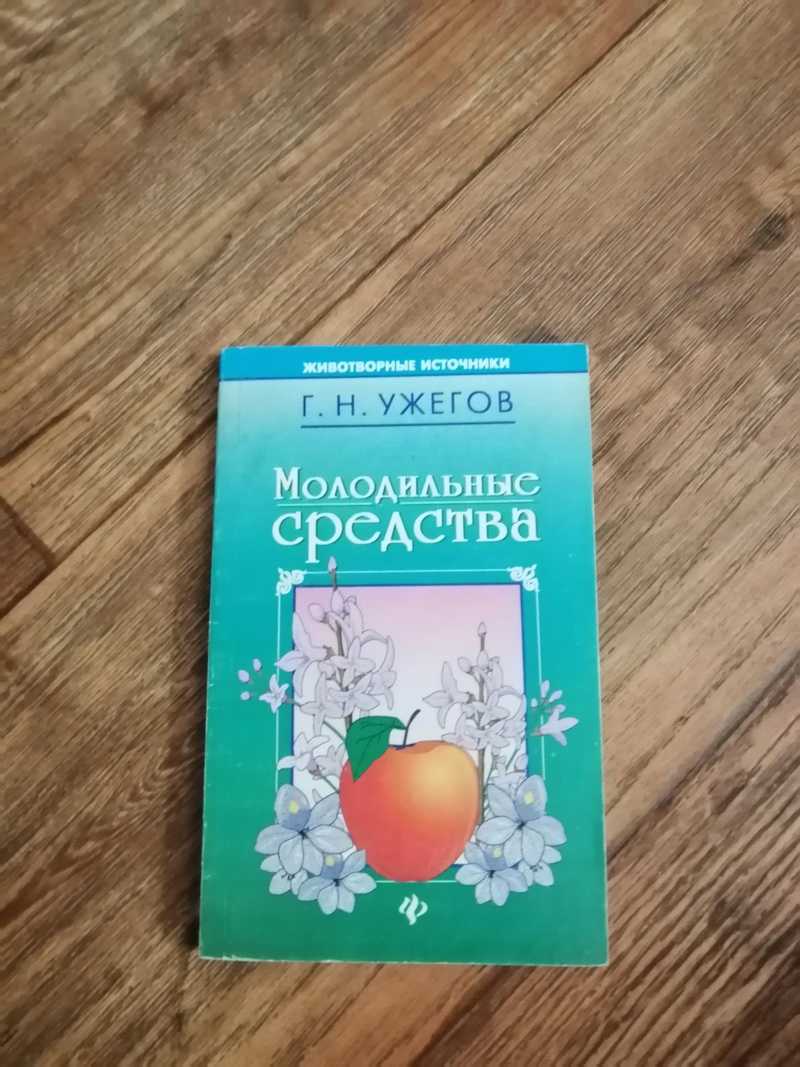 ЖИВОТВОРНЫЕ ИСТОЧНИКИ
Г. Н. УЖЕГОВ
Молодильные
средства